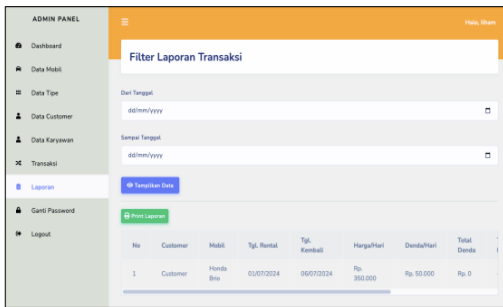 ADMIN PANEL
Hala, Ilham
Dashboard
Data Mobil
Data Tipe
Data Customer
Data Karyawan
Transaksi
Laporan
Ganti Password
Logout
Filter Laporan Transaksi
Dari Tanggal
dd/mm/yyyy
Sampai Tanggal
dd/mm/yyyy
Tampilkan Data
Print Laporan
No Customer Mobil Tgl. Rental Tgl. Kembali Harga/Hari Denda/Hari Total Denda
1 Customer Honda Brio 01/07/2024 06/07/2024 Rp. 350.000 Rp. 50.000 Rp. 0